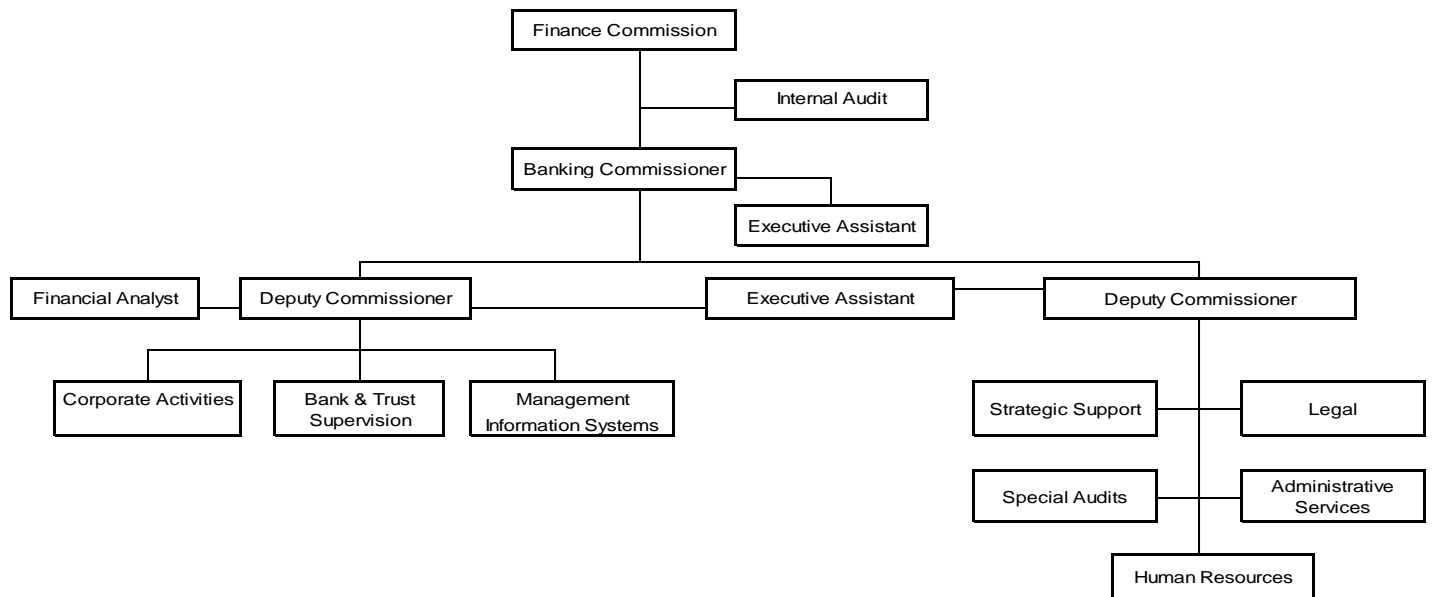 Finance Commission
Internal Audit
Banking Commissioner
Executive Assistant
Financial Analyst
Deputy Commissioner
Executive Assistant
Deputy Commissioner
Corporate Activities
Bank & Trust
Supervision
Management
Information Systems
Strategic Support
Legal
Special Audits
Administrative
Services
Human Resources